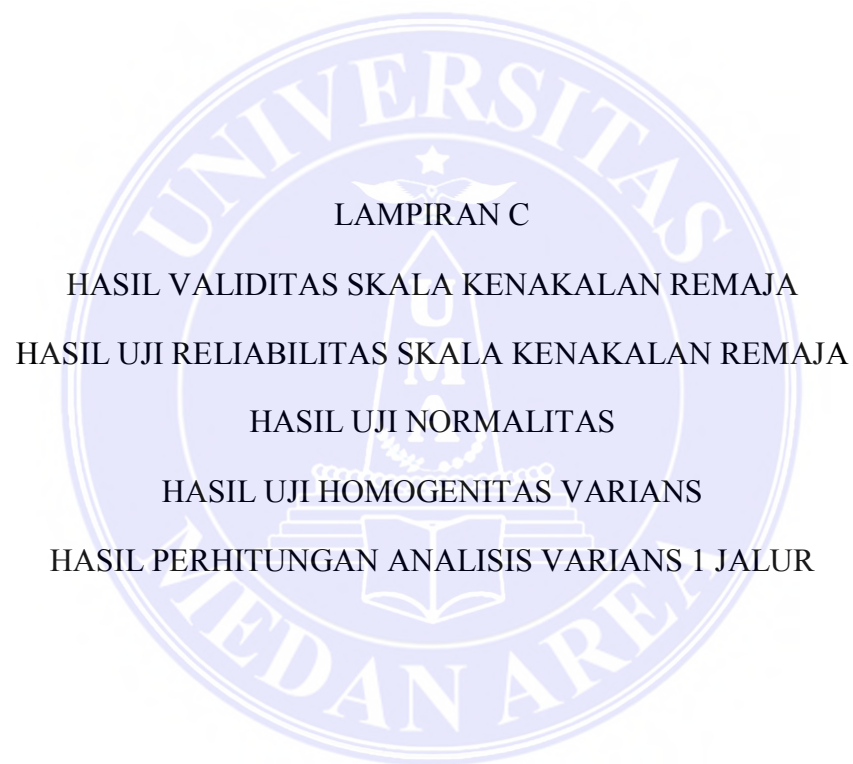 UNIVERSITAS
LAMPIRAN C
HASIL VALIDITAS SKALA KENAKALAN REMAJA
HASIL UJI RELIABILITAS SKALA KENAKALAN REMAJA
HASIL UJI NORMALITAS
HASIL UJI HOMOGENITAS VARIANS
HASIL PERHITUNGAN ANALISIS VARIANS 1 JALUR
UMA
MEDAN AREA